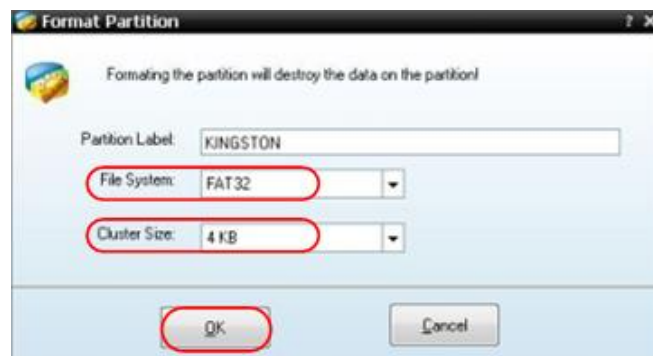 Format Partition ? X
Formating the partition will destroy the data on the partition!
Partition Label: KINGSTON
File System: FAT32
Cluster Size: 4 KB
OK Cancel